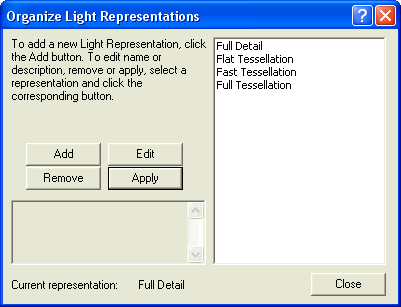 Organize Light Representations
To add a new Light Representation, click
the Add button. To edit name or
description, remove or apply, select a
representation and click the
corresponding button.
Full Detail
Flat Tessellation
Fast Tessellation
Full Tessellation
Add
Edit
Remove
Apply
Current representation: Full Detail
Close